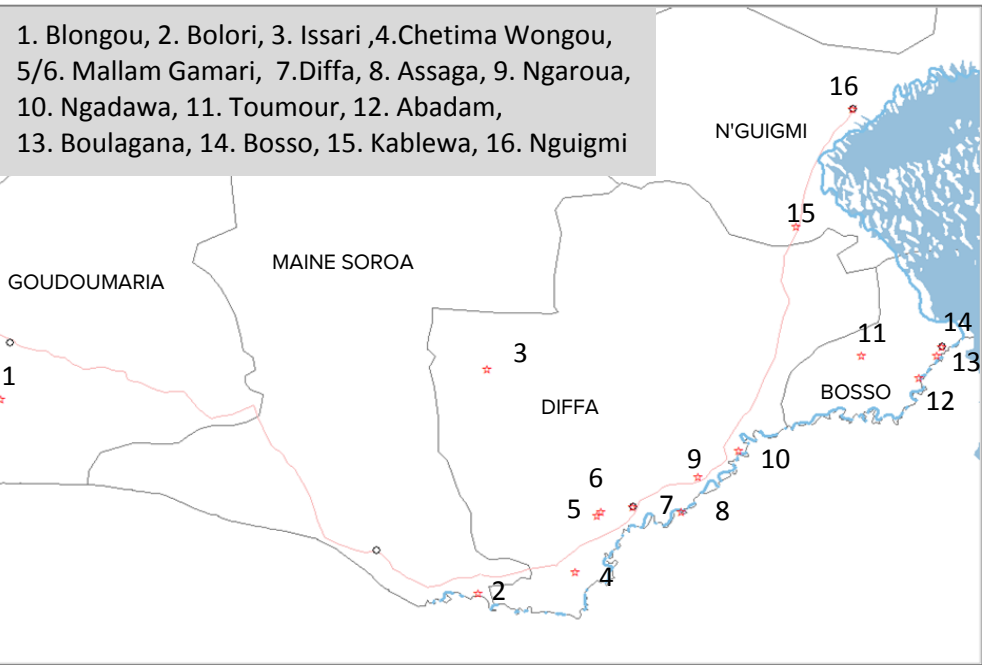 1. Blongou, 2. Bolori, 3. Issari ,4.Chetima Wongou,
5/6. Mallam Gamari, 7.Diffa, 8. Assaga, 9. Ngaroua,
10. Ngadawa, 11. Toumour, 12. Abadam,
13. Boulagana, 14. Bosso, 15. Kablewa, 16. Nguigmi
16
N'GUIGMI
15
MAINE SOROA
GOUDOUMARIA
14
11
3
13
1
BOSSO
12
DIFFA
10
9
6
5
7
8
4
2